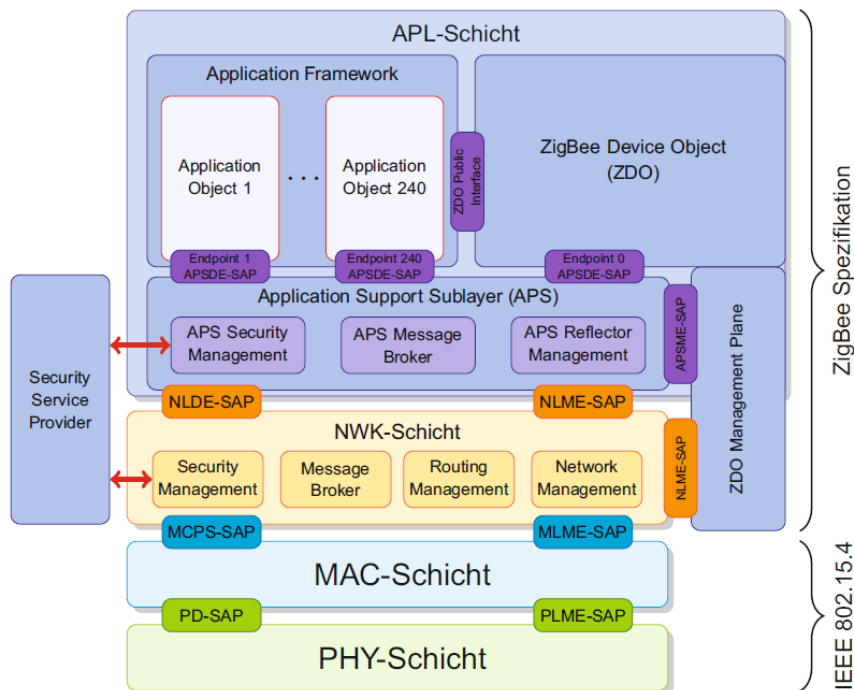 APL-Schicht
Application Framework
Application
Object 1
. . .
Application
Object 240
ZDO Public
Interface
ZigBee Device Object
(ZDO)
Endpoint 1
APSDE-SAP
Endpoint 240
APSDE-SAP
Endpoint 0
APSDE-SAP
Application Support Sublayer (APS)
APS Security
Management
APS Message
Broker
APS Reflector
Management
APSME-SAP
Security
Service
Provider
NLDE-SAP
NLME-SAP
NWK-Schicht
Security
Management
Message
Broker
Routing
Management
Network
Management
NLME-SAP
ZDO Management Plane
MCPS-SAP
MLME-SAP
MAC-Schicht
PD-SAP
PLME-SAP
PHY-Schicht
ZigBee Spezifikation
IEEE 802.15.4